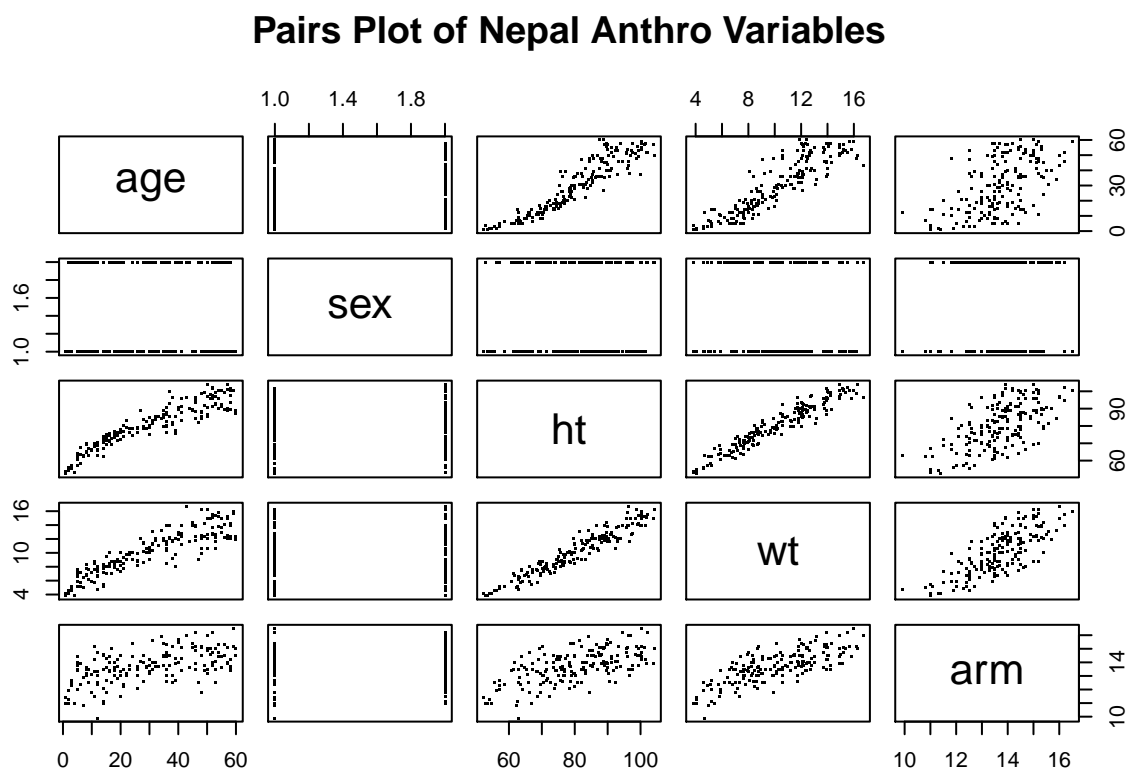 Pairs Plot of Nepal Anthro Variables
1.0 1.4 1.8 4 8 12 16
age
0 30 60
1.0 1.6
sex
ht
60 90
4 10 16
wt
arm
10 14
0 20 40 60 60 80 100 10 12 14 16